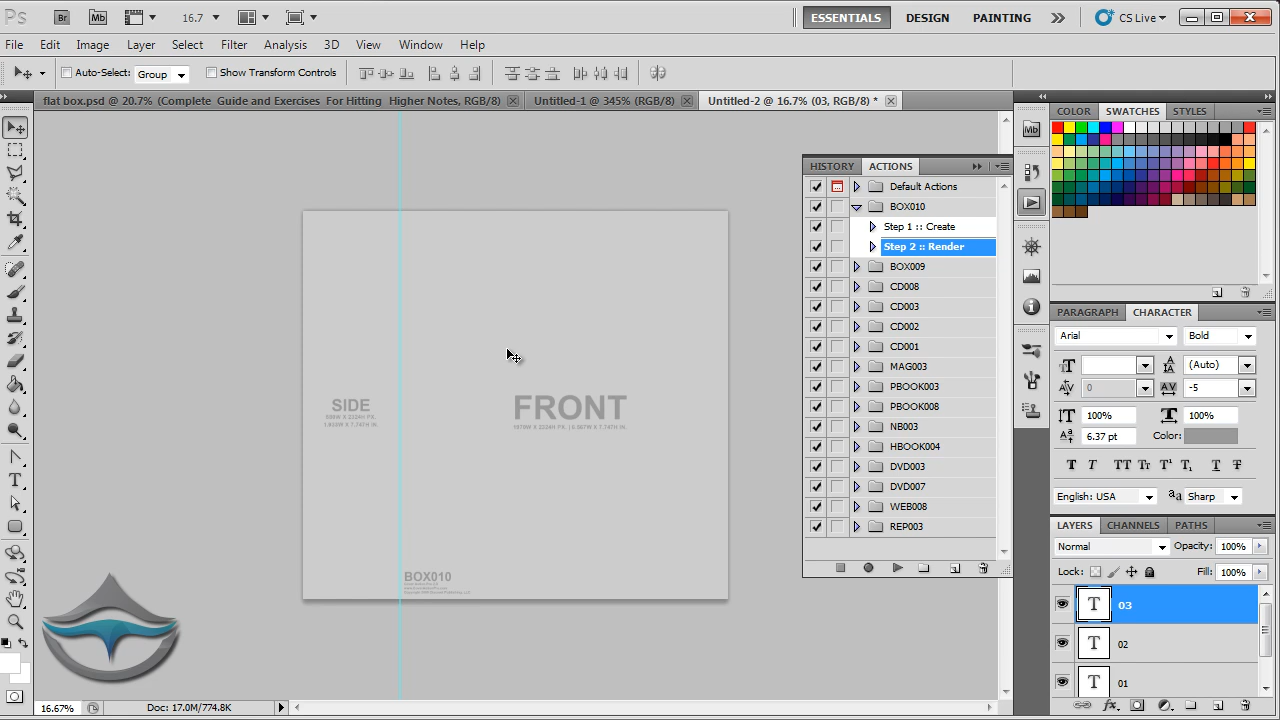 Ps Br Mb 16.7 ESSENTIALS DESIGN PAINTING CS Live
File Edit Image Layer Select Filter Analysis 3D View Window Help
Auto-Select: Group Show Transform Controls
flat box.psd @ 20.7% (Complete Guide and Exercises For Hitting Higher Notes, RGB/8)
Untitled-1 @ 345% (RGB/8)
Untitled-2 @ 16.7% (03, RGB/8) *
HISTORY ACTIONS
Default Actions
BOX010
Step 1 :: Create
Step 2 :: Render
BOX009
CD008
CD003
CD002
CD001
MAG003
PBOOK003
PBOOK008
NB003
HBOOK004
DVD003
DVD007
WEB008
REP003
SIDE
FRONT
BOX010
Mb
COLOR SWATCHES STYLES
PARAGRAPH CHARACTER
Arial Bold
(Auto)
0 -5
100% 100%
6.37 pt Color:
English: USA Sharp
LAYERS CHANNELS PATHS
Normal Opacity: 100%
Lock: Fill: 100%
T 03
T 02
T 01
16.67% Doc: 17.0M/774.8K